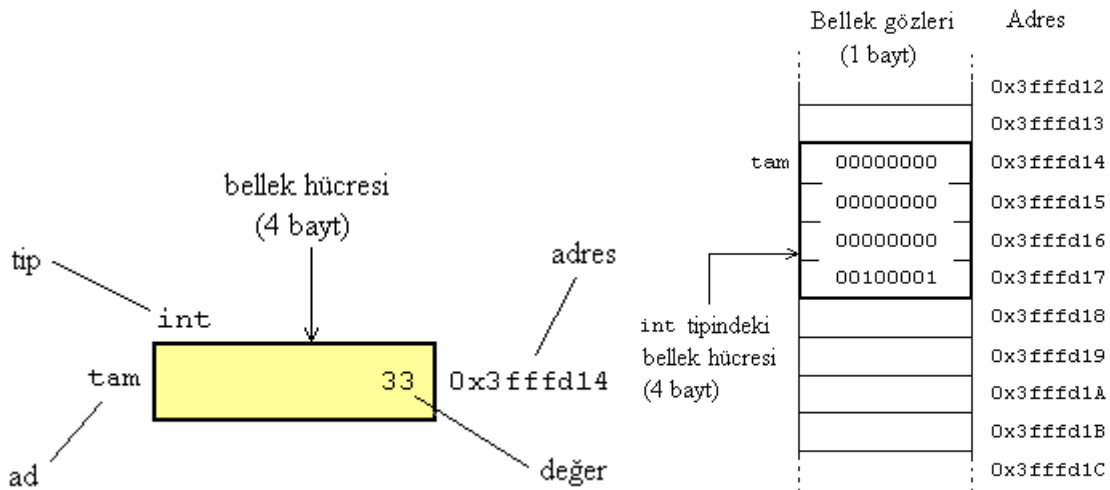 bellek hücresi
(4 bayt)
tip
adres
int
tam
33
0x3fffd14
ad
değer
Bellek gözleri
(1 bayt)
Adres
0x3fffd12
0x3fffd13
tam
00000000
0x3fffd14
00000000
0x3fffd15
00000000
0x3fffd16
00100001
0x3fffd17
int tipindeki
bellek hücresi
(4 bayt)
0x3fffd18
0x3fffd19
0x3fffd1A
0x3fffd1B
0x3fffd1C